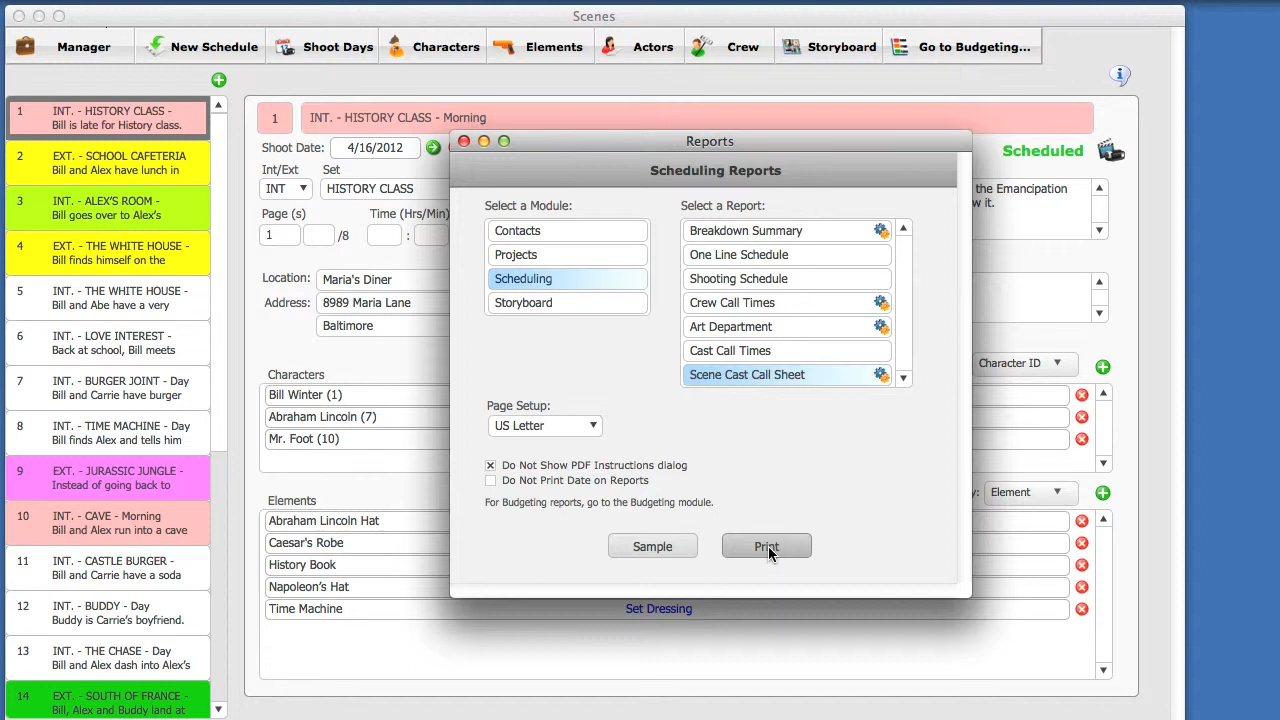 Scenes
Manager
New Schedule
Shoot Days
Characters
Elements
Actors
Crew
Storyboard
Go to Budgeting...
1 INT. - HISTORY CLASS -
Bill is late for History class.
2 EXT. - SCHOOL CAFETERIA
Bill and Alex have lunch in
3 INT. - ALEX'S ROOM -
Bill goes over to Alex's
4 EXT. - THE WHITE HOUSE -
Bill finds himself on the
5 INT. - THE WHITE HOUSE -
Bill and Abe have a very
6 INT. - LOVE INTEREST -
Back at school, Bill meets
7 INT. - BURGER JOINT - Day
Bill and Carrie have burger
8 INT. - TIME MACHINE - Day
Bill finds Alex and tells him
9 EXT. - JURASSIC JUNGLE -
Instead of going back to
10 INT. - CAVE - Morning
Bill and Alex run into a cave
11 INT. - CASTLE BURGER -
Bill and Carrie have a soda
12 INT. - BUDDY - Day
Buddy is Carrie's boyfriend.
13 INT. - THE CHASE - Day
Bill and Alex dash into Alex's
14 EXT. - SOUTH OF FRANCE -
Bill, Alex and Buddy land at
1 INT. - HISTORY CLASS - Morning
Shoot Date: 4/16/2012
Scheduled
Int/Ext Set
INT HISTORY CLASS
Page (s) Time (Hrs/Min)
1 /8 :
the Emancipation
w it.
Location: Maria's Diner
Address: 8989 Maria Lane
Baltimore
Character ID
Characters
Bill Winter (1)
Abraham Lincoln (7)
Mr. Foot (10)
y: Element
Elements
Abraham Lincoln Hat
Caesar's Robe
History Book
Napoleon's Hat
Time Machine Set Dressing
Reports
Scheduling Reports
Select a Module:
Contacts
Projects
Scheduling
Storyboard
Select a Report:
Breakdown Summary
One Line Schedule
Shooting Schedule
Crew Call Times
Art Department
Cast Call Times
Scene Cast Call Sheet
Page Setup:
US Letter
Do Not Show PDF Instructions dialog
Do Not Print Date on Reports
For Budgeting reports, go to the Budgeting module.
Sample
Print